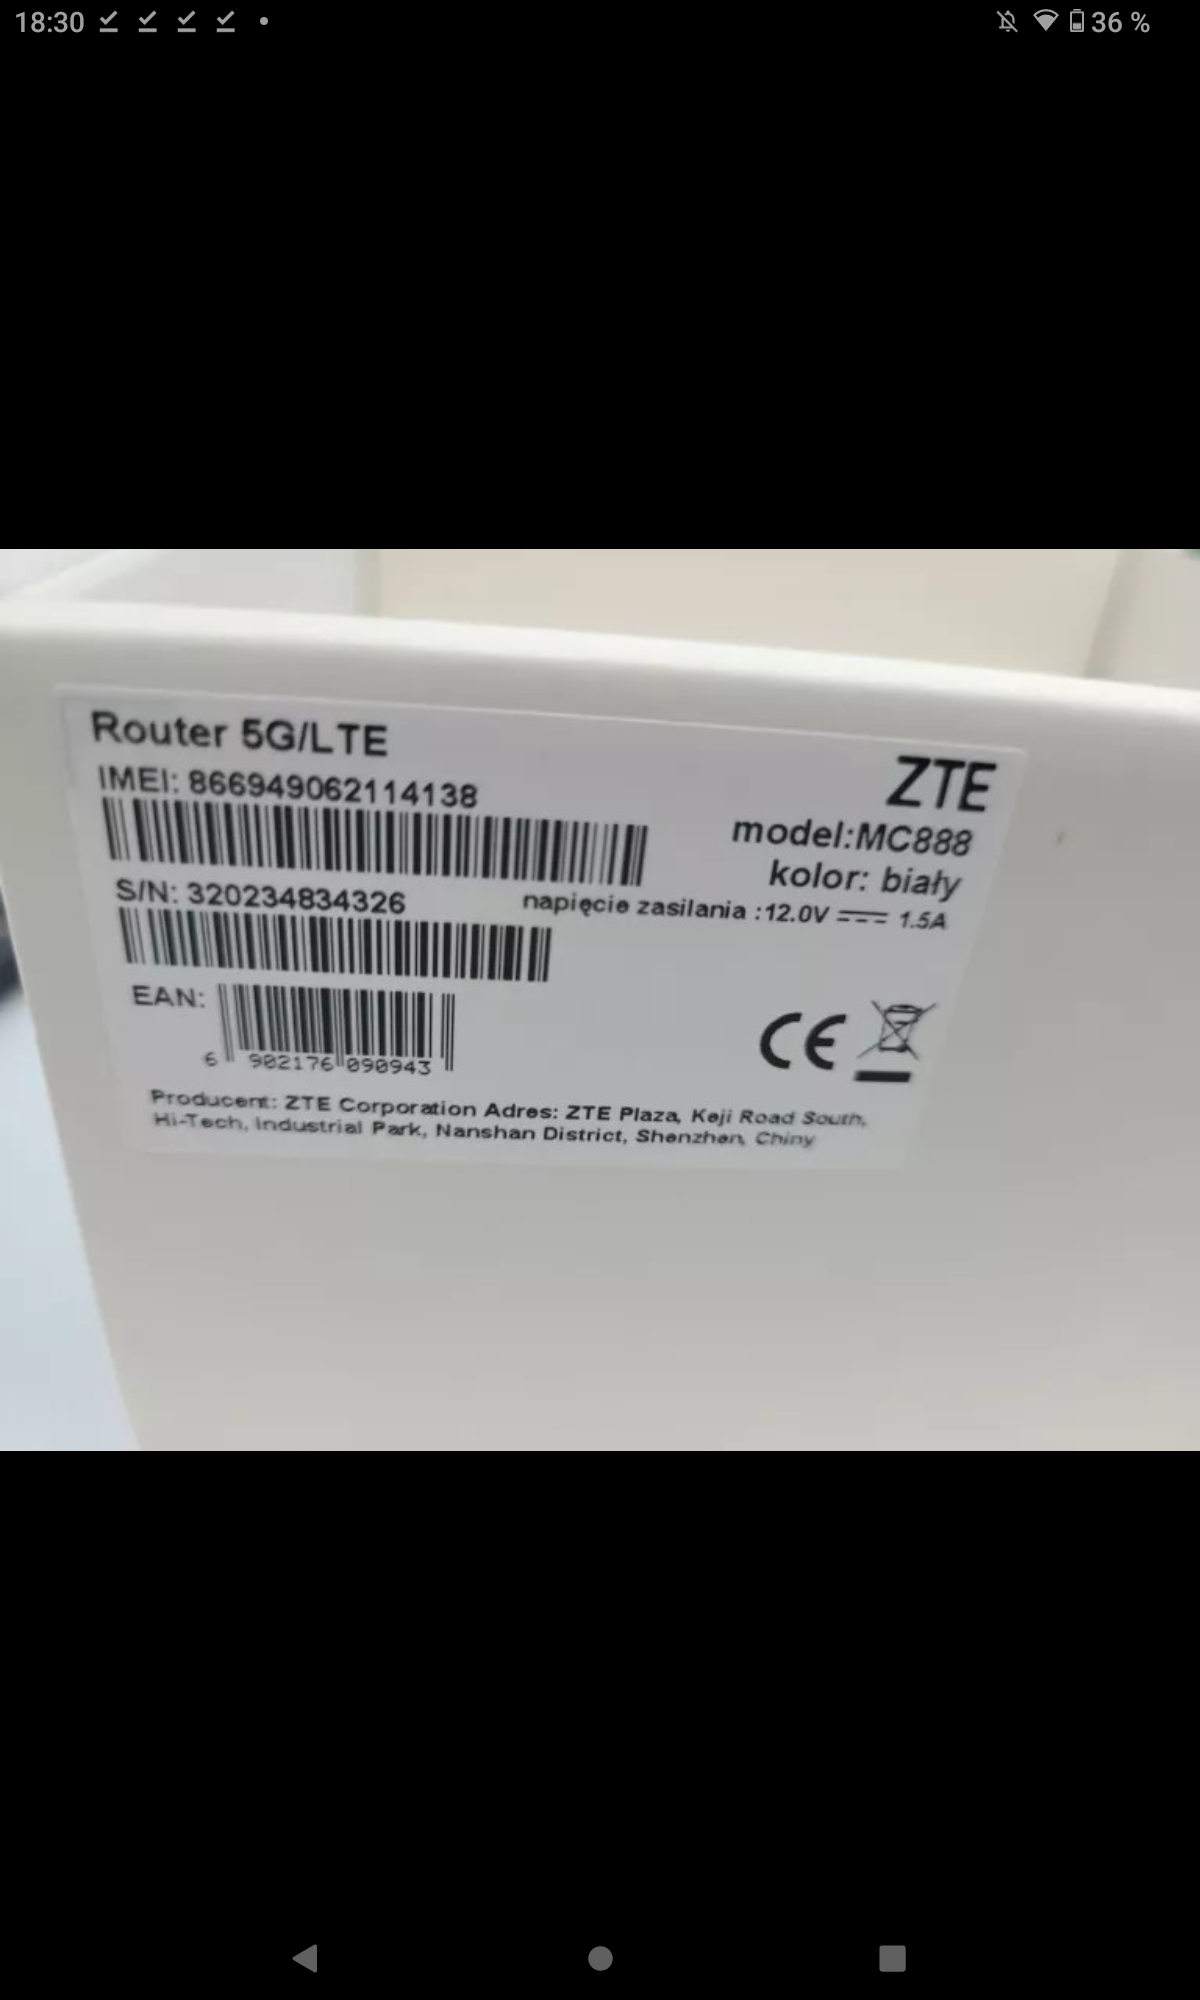 18:30
36 %
Router 5G/LTE
IMEI: 866949062114138
ZTE
model:MC888
kolor: biały
S/N: 320234834326
napięcie zasilania :12.0V 1.5A
EAN:
6 902176 090943
CE
Producent: ZTE Corporation Adres: ZTE Plaza, Keji Road South,
Hi-Tech, Industrial Park, Nanshan District, Shenzhen, Chiny